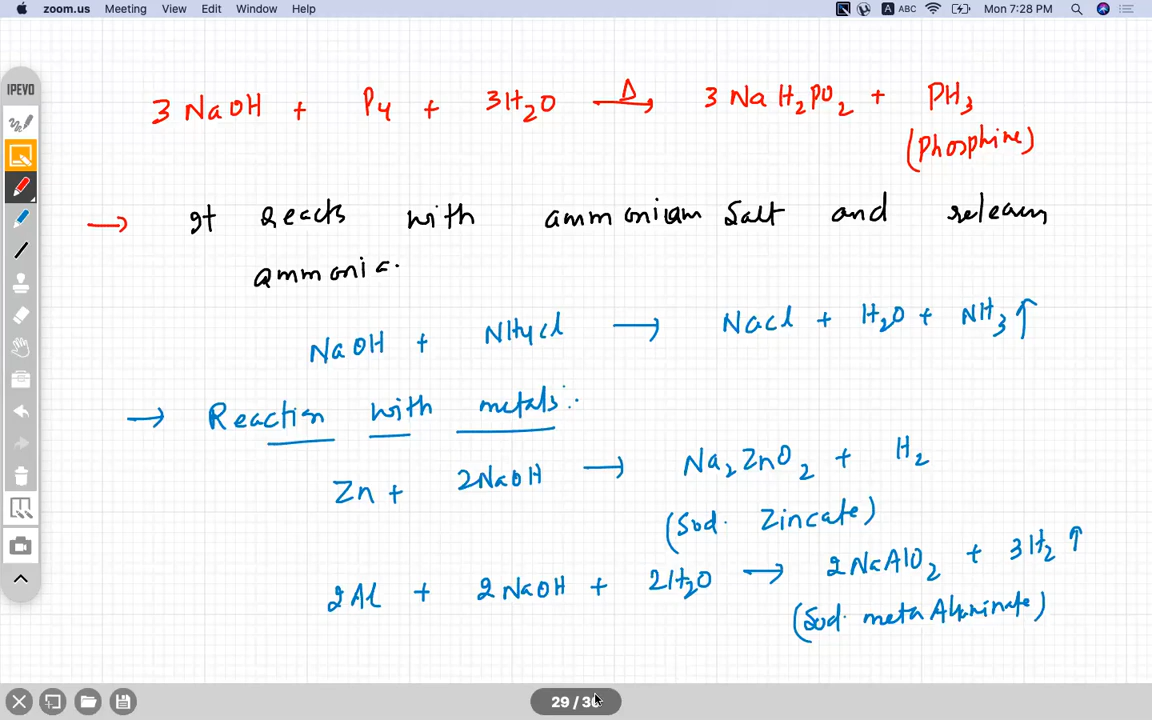 zoom.us Meeting View Edit Window Help ABC Mon 7:28 PM
IPEVO
3 NaOH + P4 + 3H2O —Δ→ 3 NaH2PO2 + PH3
(Phosphine)
→ It reacts with ammonium Salt and
ammonia.
NaOH + NH4Cl → NaCl + H2O + NH3↑
→ Reaction with metals:
Zn + 2NaOH → Na2ZnO2 + H2
(Sod. Zincate)
2Al + 2NaOH + 2H2O → 2NaAlO2 + 3H2↑
(Sod. meta Aluminate)
29 / 30